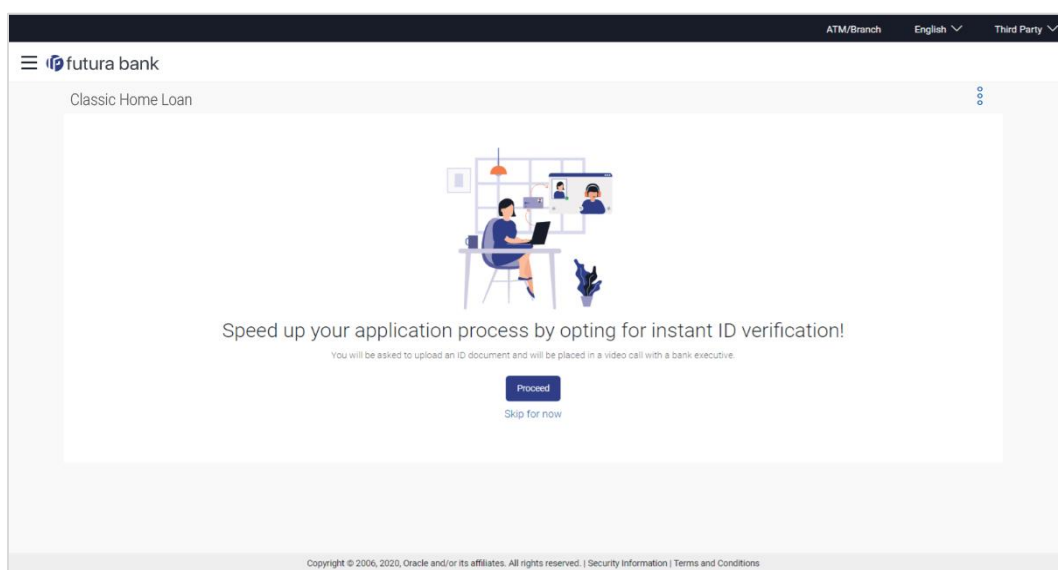 ATM/Branch English Third Party
futura bank
Classic Home Loan
Speed up your application process by opting for instant ID verification!
You will be asked to upload an ID document and will be placed in a video call with a bank executive.
Proceed
Skip for now
Copyright © 2006, 2020, Oracle and/or its affiliates. All rights reserved. | Security Information | Terms and Conditions